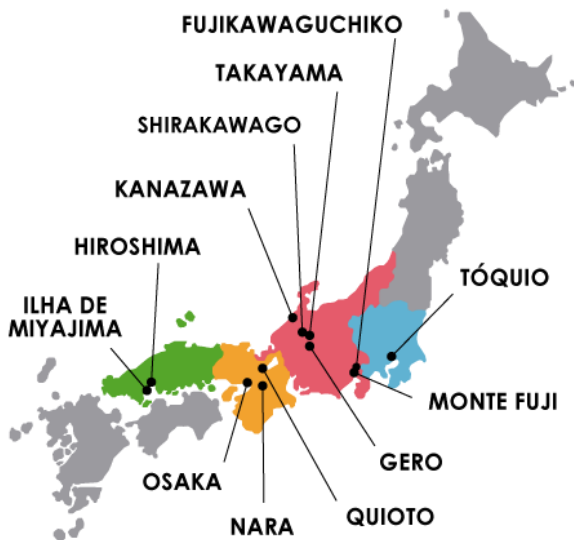 FUJIKAWAGUCHIKO
TAKAYAMA
SHIRAKAWAGO
KANAZAWA
HIROSHIMA
TÓQUIO
ILHA DE
MIYAJIMA
MONTE FUJI
GERO
OSAKA
QUIOTO
NARA